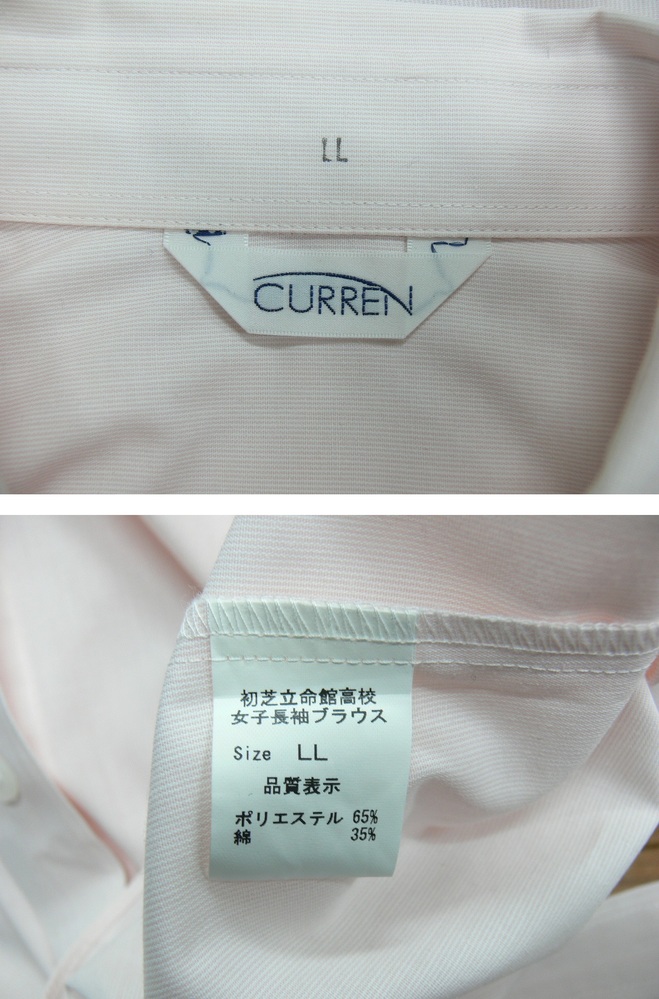 LL
CURREN
初芝立命館高校
女子長袖ブラウス
Size LL
品質表示
ポリエステル 65%
綿 35%